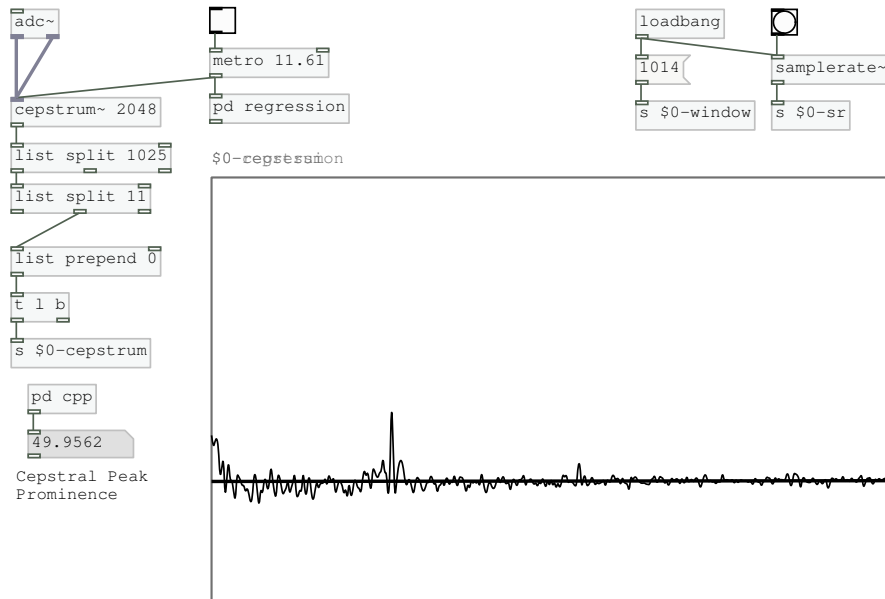 adc~
metro 11.61
loadbang
1014
samplerate~
cepstrum~ 2048
pd regression
s $0-window
s $0-sr
list split 1025
list split 11
list prepend 0
t l b
s $0-cepstrum
pd cpp
49.9562
Cepstral Peak
Prominence